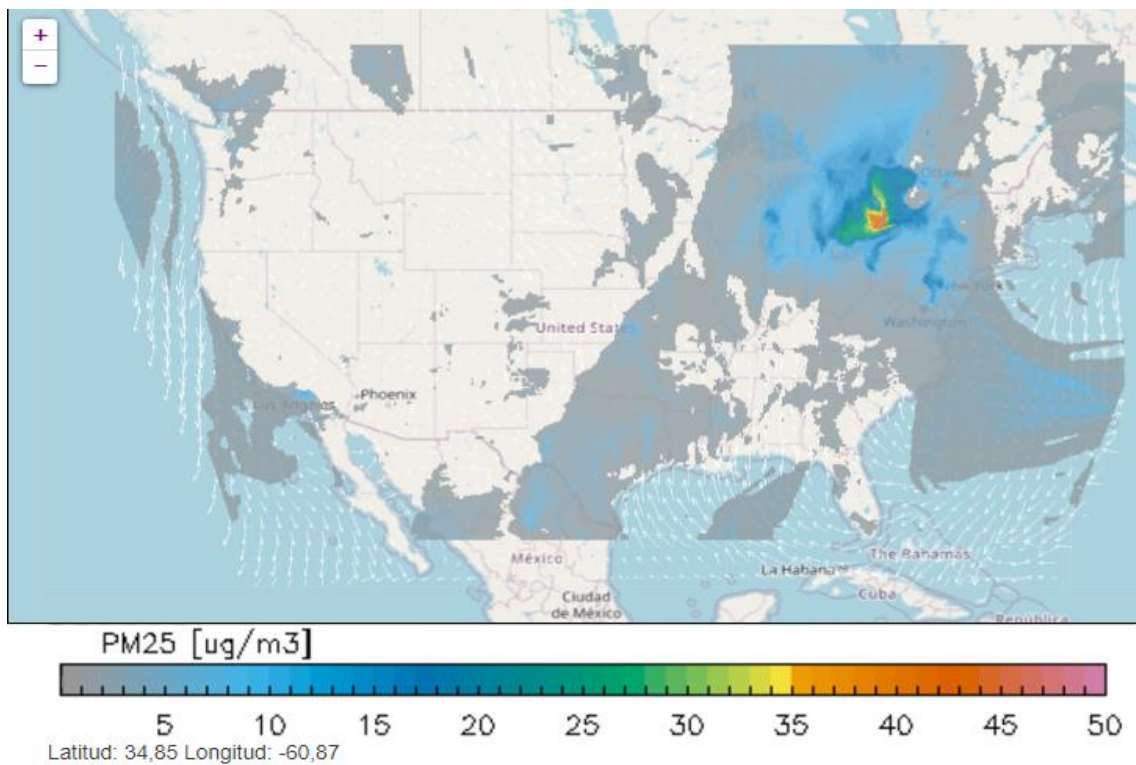 +
−
Ottawa
New York
Washington
United States
Phoenix
Los Angeles
México
The Bahamas
La Habana
Cuba
Ciudad
de México
República
PM25 [ug/m3]
5 10 15 20 25 30 35 40 45 50
Latitud: 34,85 Longitud: -60,87